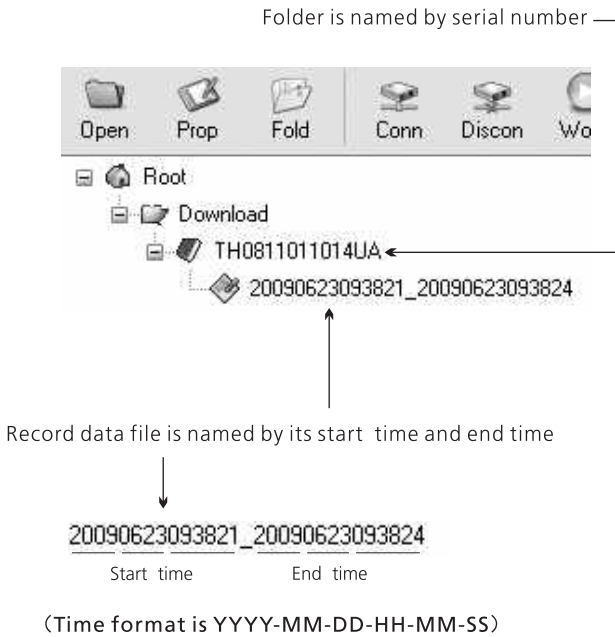 Folder is named by serial number
Open Prop Fold Conn Discon Wo
Root
Download
TH0811011014UA
20090623093821_20090623093824
Record data file is named by its start time and end time
20090623093821_20090623093824
Start time End time
（Time format is YYYY-MM-DD-HH-MM-SS）